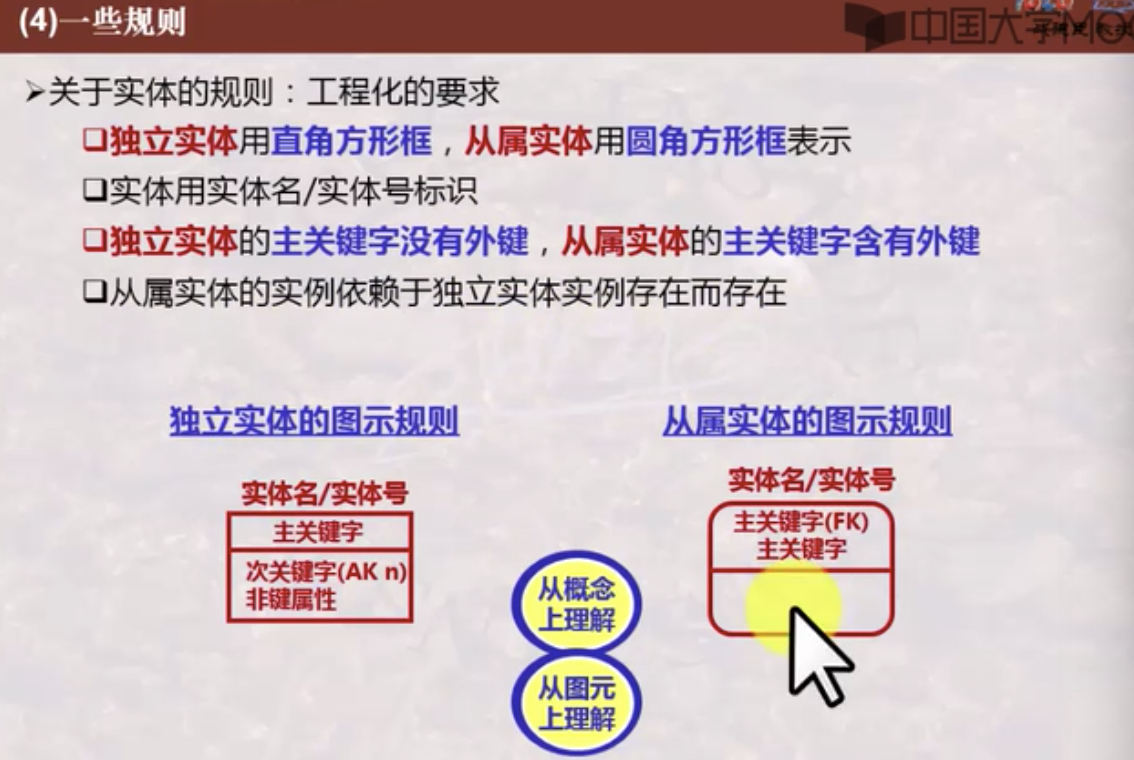 (4)一些规则
中国大学MO
➢关于实体的规则：工程化的要求
❑独立实体用直角方形框，从属实体用圆角方形框表示
❑实体用实体名/实体号标识
❑独立实体的主关键字没有外键，从属实体的主关键字含有外键
❑从属实体的实例依赖于独立实体实例存在而存在
独立实体的图示规则
从属实体的图示规则
实体名/实体号
主关键字
次关键字(AK n)
非键属性
实体名/实体号
主关键字(FK)
主关键字
从概念
上理解
从图元
上理解